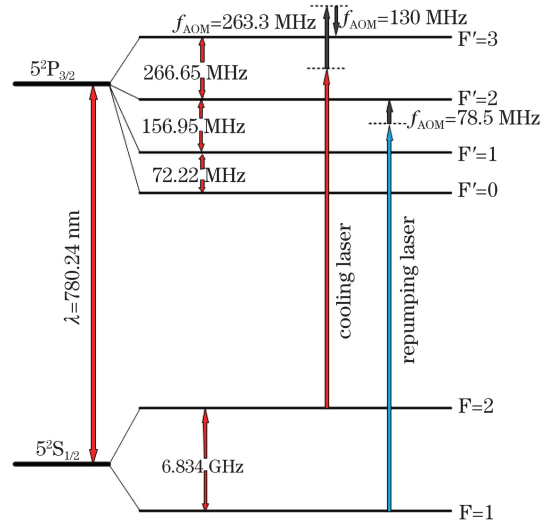 f_AOM=263.3 MHz
f_AOM=130 MHz
F′=3
5²P₃/₂
266.65 MHz
F′=2
f_AOM=78.5 MHz
156.95 MHz
F′=1
72.22 MHz
F′=0
λ=780.24 nm
cooling laser
repumping laser
F=2
5²S₁/₂
6.834 GHz
F=1